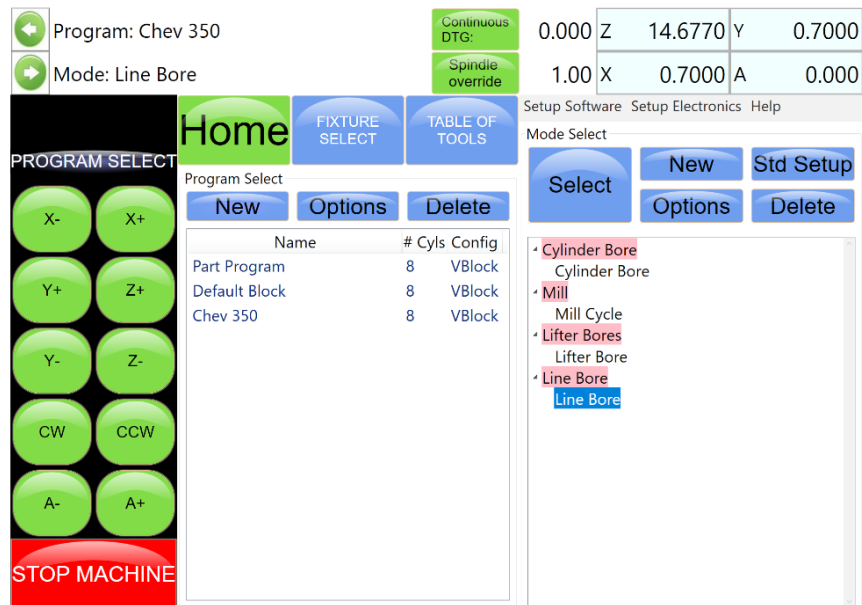 Program: Chev 350
Continuous DTG:
0.000 Z 14.6770 Y 0.7000
Mode: Line Bore
Spindle override
1.00 X 0.7000 A 0.000
Setup Software Setup Electronics Help
PROGRAM SELECT
Home
FIXTURE SELECT
TABLE OF TOOLS
Mode Select
Select
New
Std Setup
Options
Delete
Program Select
New
Options
Delete
Name # Cyls Config
Part Program 8 VBlock
Default Block 8 VBlock
Chev 350 8 VBlock
Cylinder Bore
Cylinder Bore
Mill
Mill Cycle
Lifter Bores
Lifter Bore
Line Bore
Line Bore
X- X+
Y+ Z+
Y- Z-
CW CCW
A- A+
STOP MACHINE